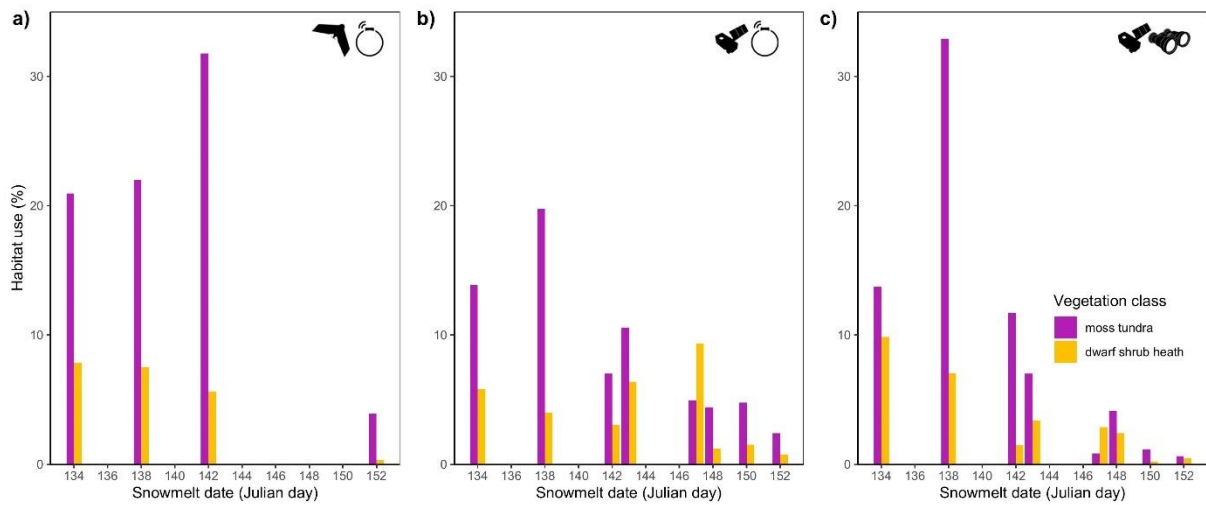 a)
b)
c)
Habitat use (%)
30
20
10
0
134 136 138 140 142 144 146 148 150 152
Snowmelt date (Julian day)
30
20
10
0
134 136 138 140 142 144 146 148 150 152
Snowmelt date (Julian day)
30
20
10
0
134 136 138 140 142 144 146 148 150 152
Snowmelt date (Julian day)
Vegetation class
moss tundra
dwarf shrub heath